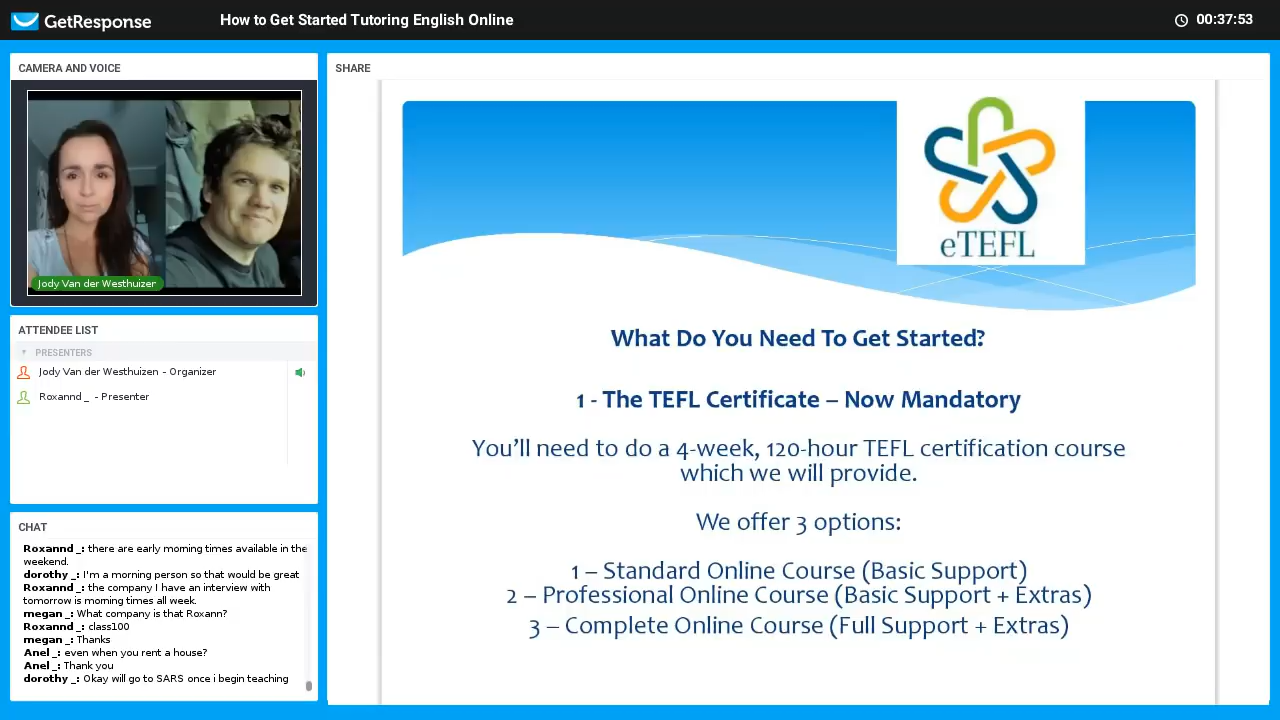 GetResponse
How to Get Started Tutoring English Online
00:37:53
CAMERA AND VOICE
Jody Van der Westhuizer
ATTENDEE LIST
PRESENTERS
Jody Van der Westhuizen - Organizer
Roxannd _ - Presenter
CHAT
Roxannd _: there are early morning times available in the
weekend.
dorothy _: I'm a morning person so that would be great
Roxannd _: the company I have an interview with
tomorrow is morning times all week.
megan _: What company is that Roxann?
Roxannd _: class100
megan _: Thanks
Anel _: even when you rent a house?
Anel _: Thank you
dorothy _: Okay will go to SARS once i begin teaching
SHARE
eTEFL
What Do You Need To Get Started?
1 - The TEFL Certificate – Now Mandatory
You'll need to do a 4-week, 120-hour TEFL certification course
which we will provide.
We offer 3 options:
1 – Standard Online Course (Basic Support)
2 – Professional Online Course (Basic Support + Extras)
3 – Complete Online Course (Full Support + Extras)